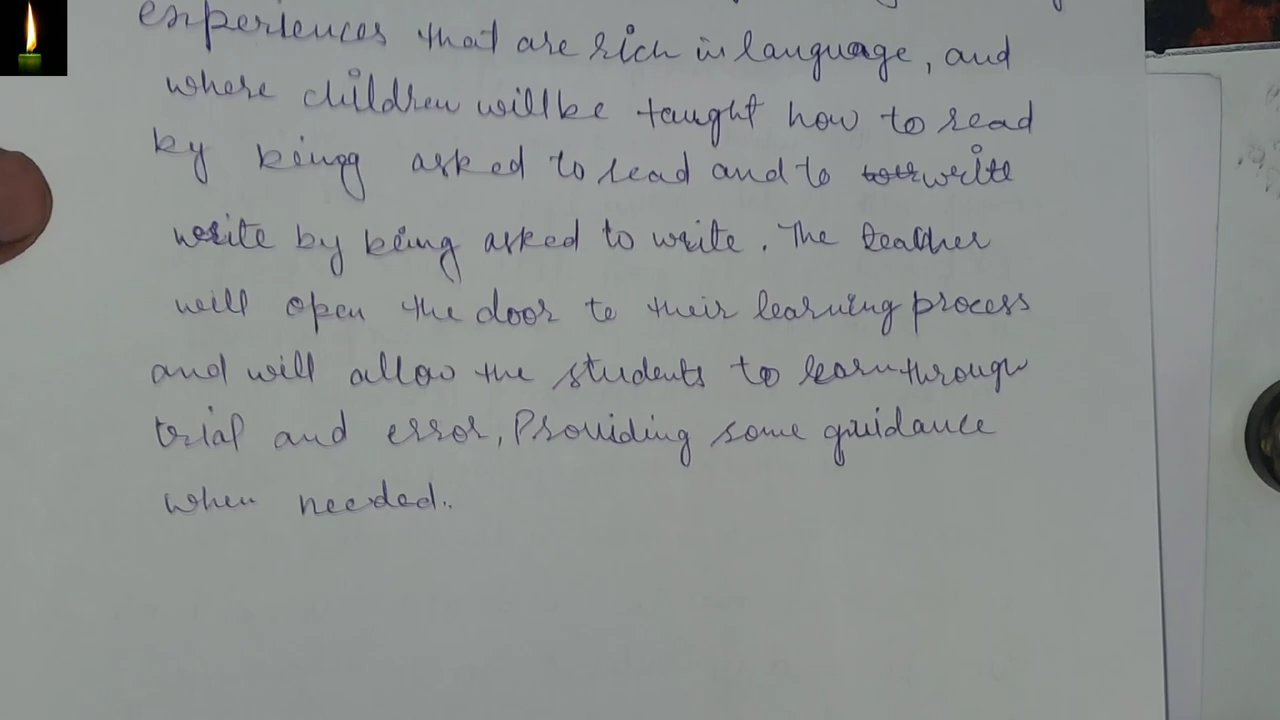 experiences that are rich in language, and
where children will be taught how to read
by being asked to read and to write
write by being asked to write. The teacher
will open the door to their learning process
and will allow the students to learn through
trial and error, Providing some guidance
when needed..